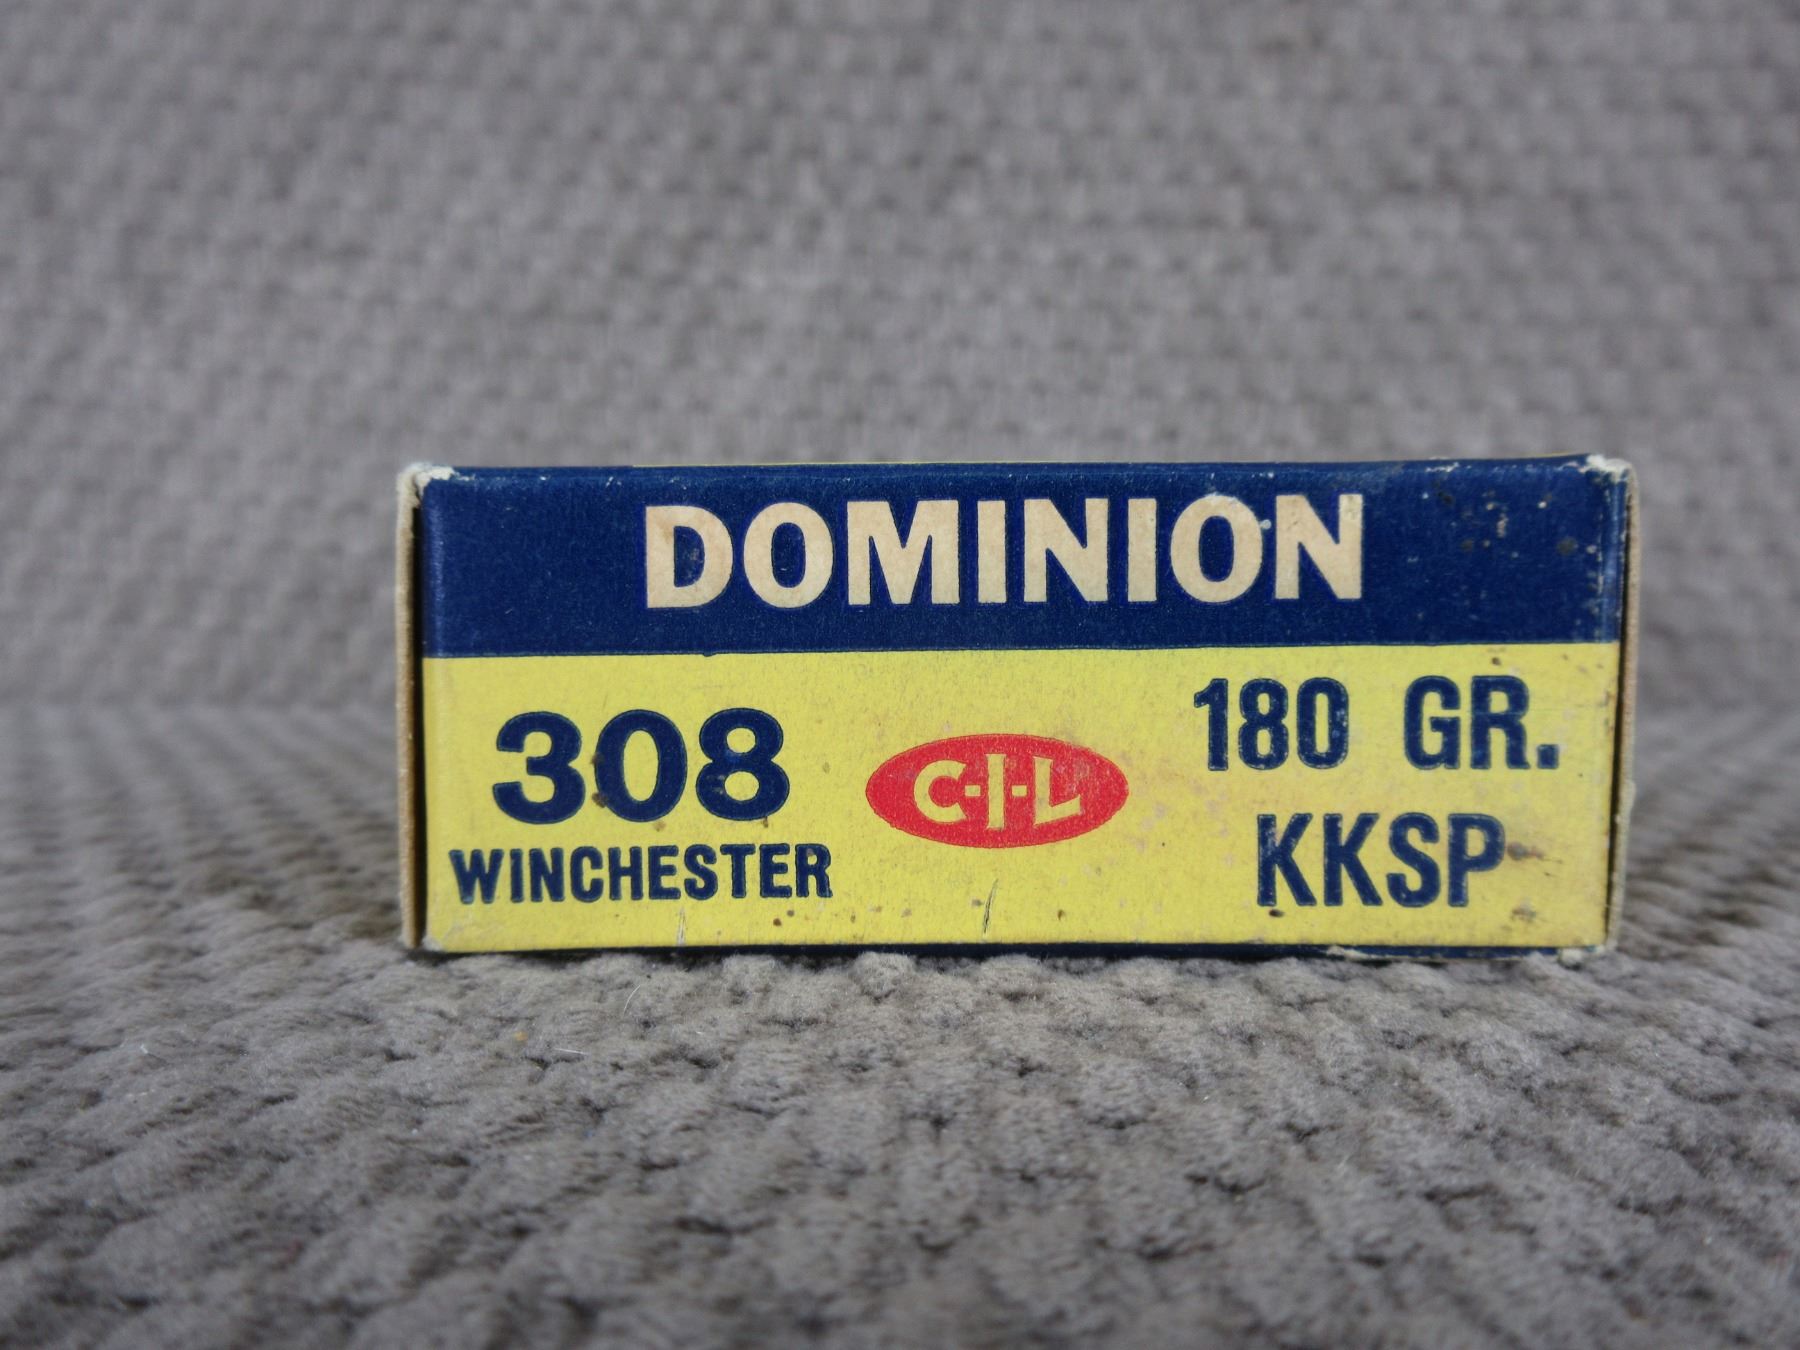 DOMINION
308
WINCHESTER
C-I-L
180 GR.
KKSP